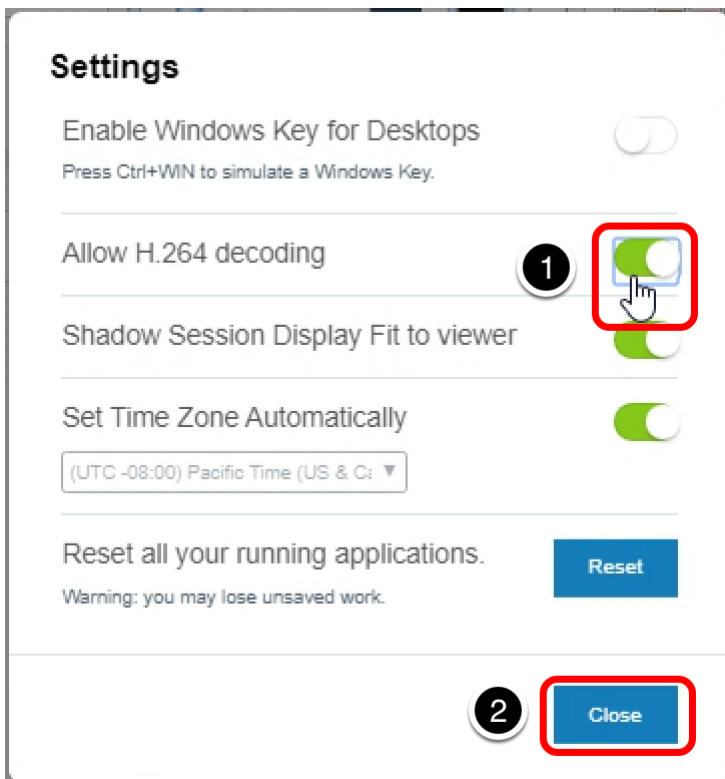 Settings
Enable Windows Key for Desktops
Press Ctrl+WIN to simulate a Windows Key.
Allow H.264 decoding
1
Shadow Session Display Fit to viewer
Set Time Zone Automatically
(UTC -08:00) Pacific Time (US & Ca
Reset all your running applications.
Reset
Warning: you may lose unsaved work.
2
Close